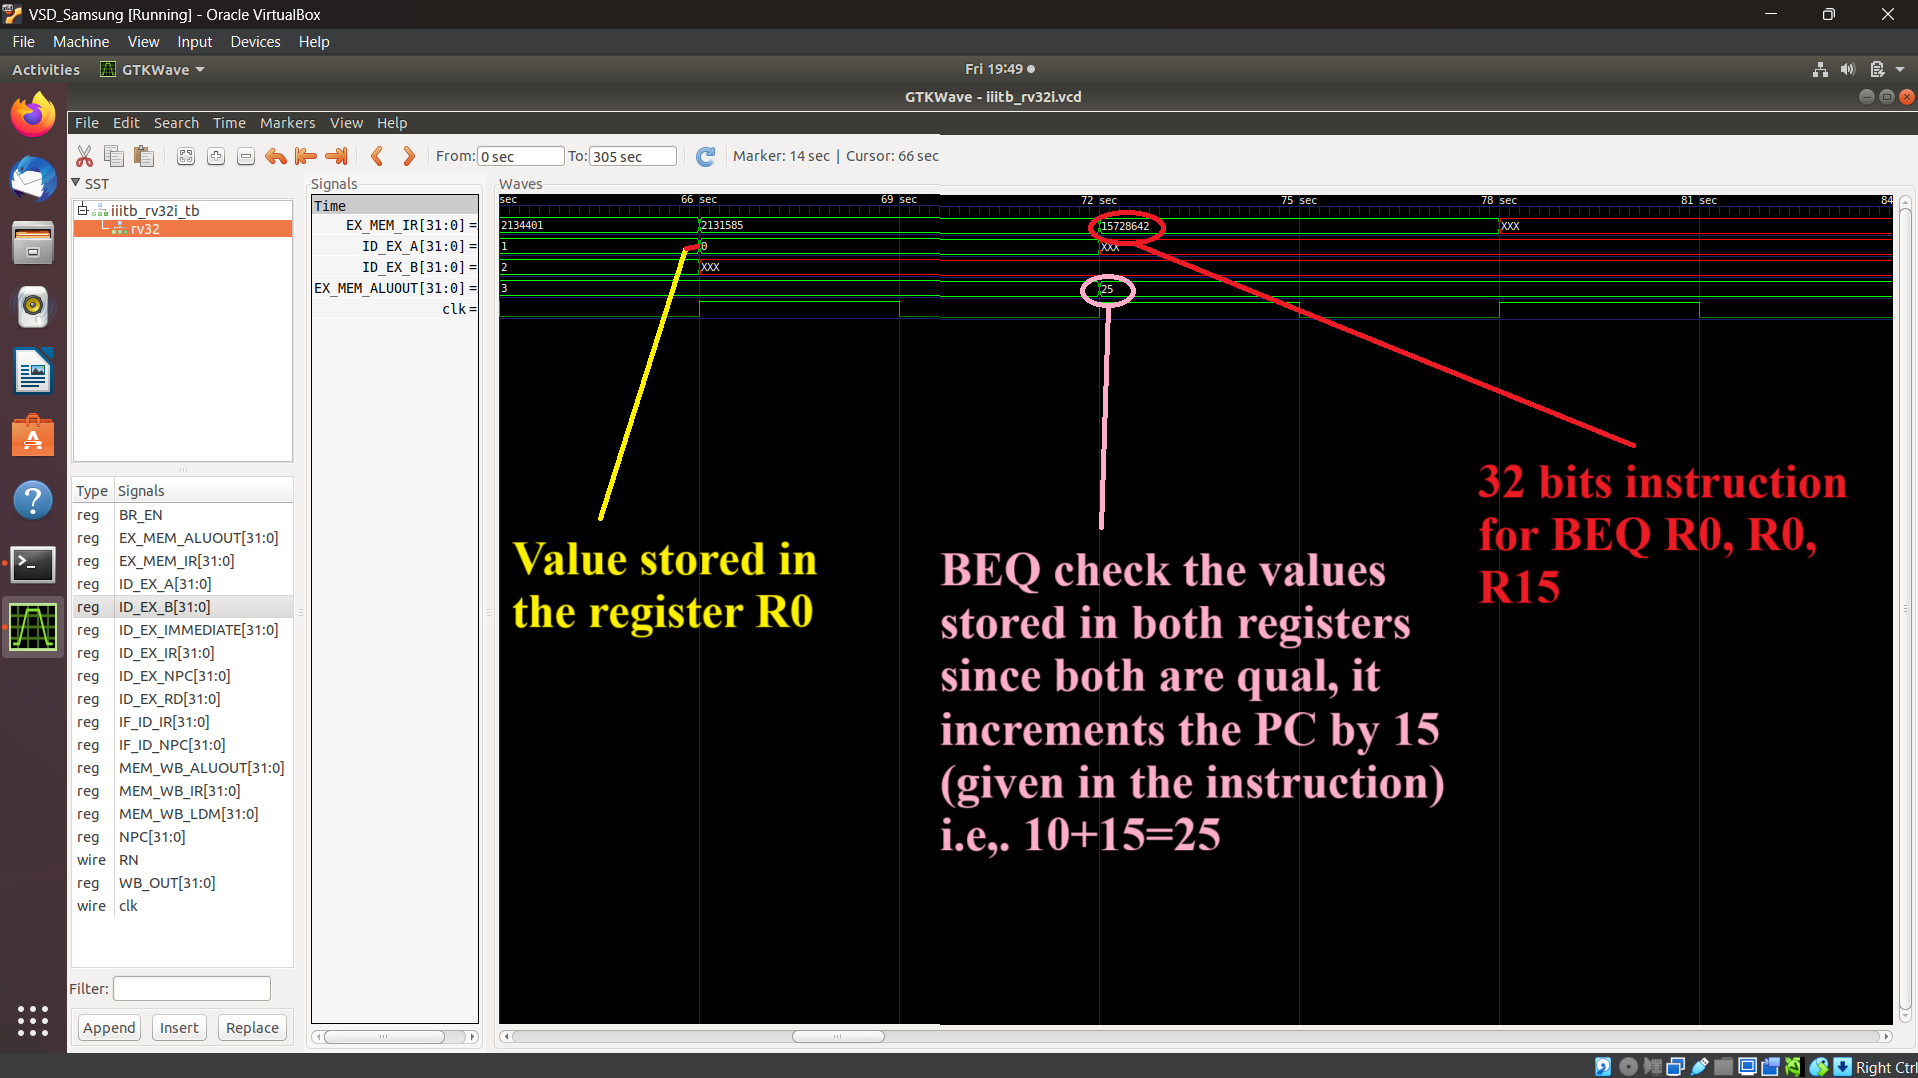 VSD_Samsung [Running] - Oracle VirtualBox
File Machine View Input Devices Help
Activities GTKWave Fri 19:49
GTKWave - iiitb_rv32i.vcd
File Edit Search Time Markers View Help
From: 0 sec To: 305 sec Marker: 14 sec | Cursor: 66 sec
SST
iiitb_rv32i_tb
rv32
Type Signals
reg BR_EN
reg EX_MEM_ALUOUT[31:0]
reg EX_MEM_IR[31:0]
reg ID_EX_A[31:0]
reg ID_EX_B[31:0]
reg ID_EX_IMMEDIATE[31:0]
reg ID_EX_IR[31:0]
reg ID_EX_NPC[31:0]
reg ID_EX_RD[31:0]
reg IF_ID_IR[31:0]
reg IF_ID_NPC[31:0]
reg MEM_WB_ALUOUT[31:0]
reg MEM_WB_IR[31:0]
reg MEM_WB_LDM[31:0]
reg NPC[31:0]
wire RN
reg WB_OUT[31:0]
wire clk
Filter:
Append Insert Replace
Signals
Time
EX_MEM_IR[31:0] =
ID_EX_A[31:0] =
ID_EX_B[31:0] =
EX_MEM_ALUOUT[31:0] =
clk =
Waves
sec 66 sec 69 sec 72 sec 75 sec 78 sec 81 sec 84
2134401 2131585 15728642 XXX
1 0 XXX
2 XXX
3 25
Value stored in
the register R0
BEQ check the values
stored in both registers
since both are qual, it
increments the PC by 15
(given in the instruction)
i.e,. 10+15=25
32 bits instruction
for BEQ R0, R0,
R15
Right Ctrl